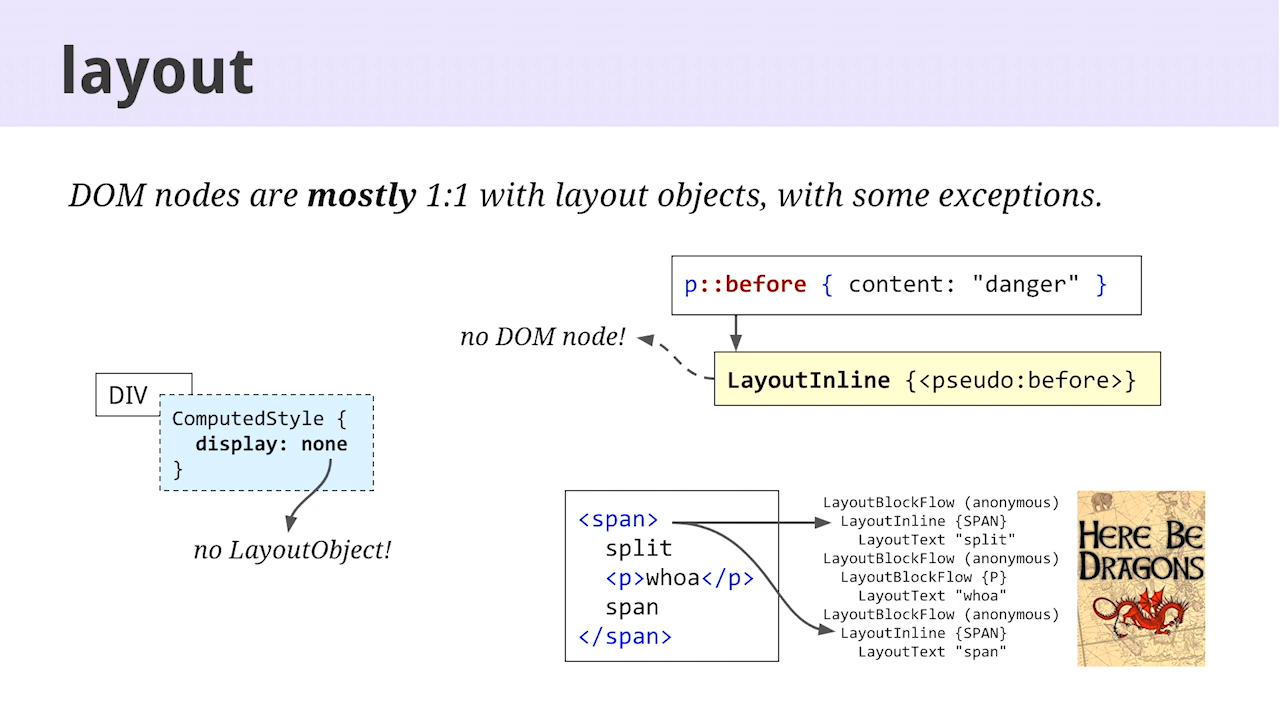 layout
DOM nodes are mostly 1:1 with layout objects, with some exceptions.
p::before { content: "danger" }
no DOM node!
LayoutInline {<pseudo:before>}
DIV
ComputedStyle {
display: none
}
no LayoutObject!
<span>
split
<p>whoa</p>
span
</span>
LayoutBlockFlow (anonymous)
LayoutInline {SPAN}
LayoutText "split"
LayoutBlockFlow (anonymous)
LayoutBlockFlow {P}
LayoutText "whoa"
LayoutBlockFlow (anonymous)
LayoutInline {SPAN}
LayoutText "span"
HERE BE
DRAGONS